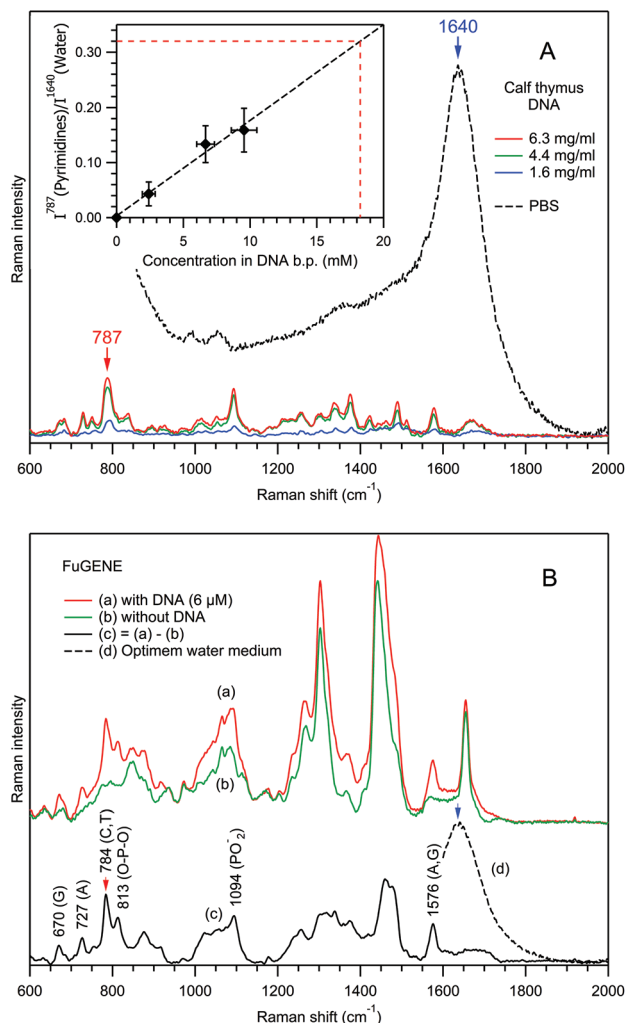 1640
A
Calf thymus
DNA
6.3 mg/ml
4.4 mg/ml
1.6 mg/ml
PBS
I⁷⁸⁷(Pyrimidines)/I¹⁶⁴⁰(Water)
0.30
0.20
0.10
0.00
0 5 10 15 20
Concentration in DNA b.p. (mM)
787
Raman intensity
600 800 1000 1200 1400 1600 1800 2000
Raman shift (cm⁻¹)
B
FuGENE
(a) with DNA (6 µM)
(b) without DNA
(c) = (a) - (b)
(d) Optimem water medium
(a)
(b)
Raman intensity
670 (G)
727 (A)
784 (C,T)
813 (O-P-O)
(c)
1094 (PO⁻₂)
1576 (A,G)
(d)
600 800 1000 1200 1400 1600 1800 2000
Raman shift (cm⁻¹)